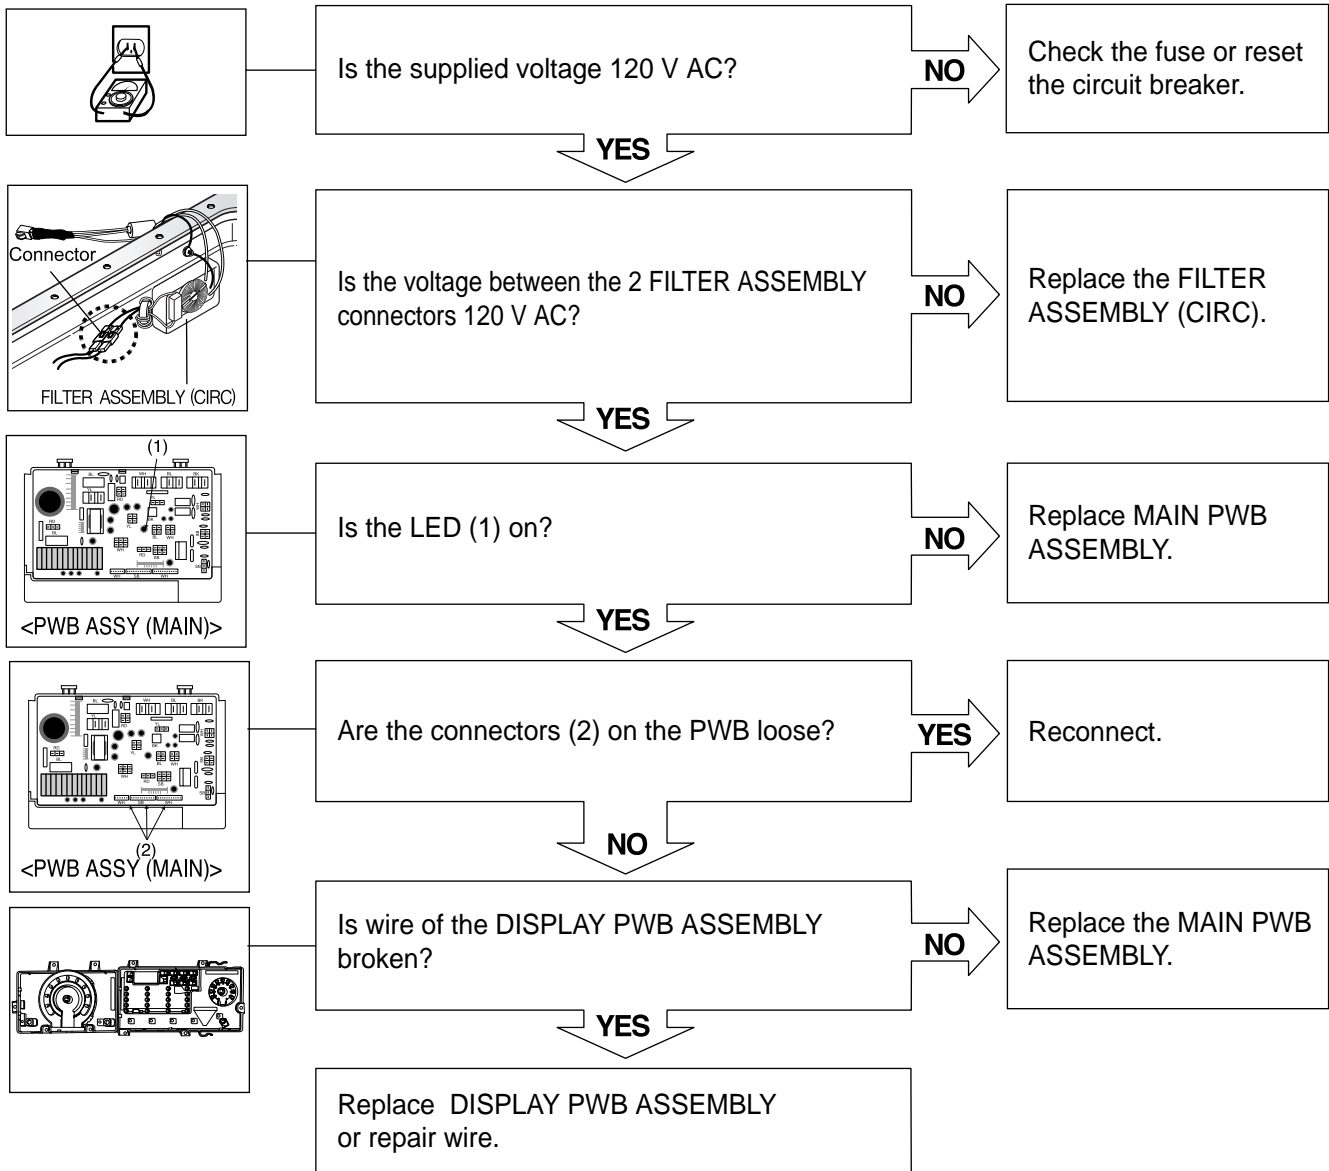 Is the supplied voltage 120 V AC?
NO
Check the fuse or reset
the circuit breaker.
YES
Connector
FILTER ASSEMBLY (CIRC)
Is the voltage between the 2 FILTER ASSEMBLY
connectors 120 V AC?
NO
Replace the FILTER
ASSEMBLY (CIRC).
YES
(1)
<PWB ASSY (MAIN)>
Is the LED (1) on?
NO
Replace MAIN PWB
ASSEMBLY.
YES
(2)
<PWB ASSY (MAIN)>
Are the connectors (2) on the PWB loose?
YES
Reconnect.
NO
Is wire of the DISPLAY PWB ASSEMBLY
broken?
NO
Replace the MAIN PWB
ASSEMBLY.
YES
Replace DISPLAY PWB ASSEMBLY
or repair wire.